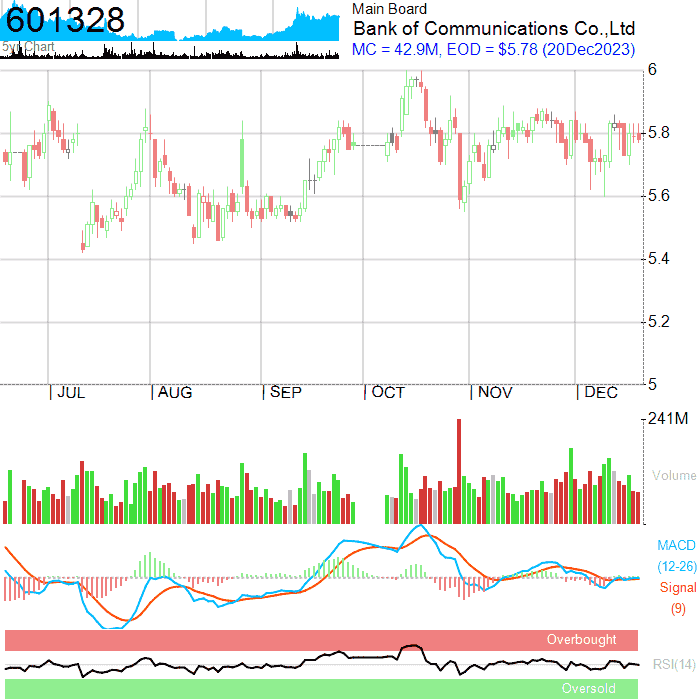 601328
5yr Chart
Main Board
Bank of Communications Co.,Ltd
MC = 42.9M, EOD = $5.78 (20Dec2023)
6
5.8
5.6
5.4
5.2
5
JUL AUG SEP OCT NOV DEC
241M
Volume
MACD
(12-26)
Signal
(9)
Overbought
RSI(14)
Oversold